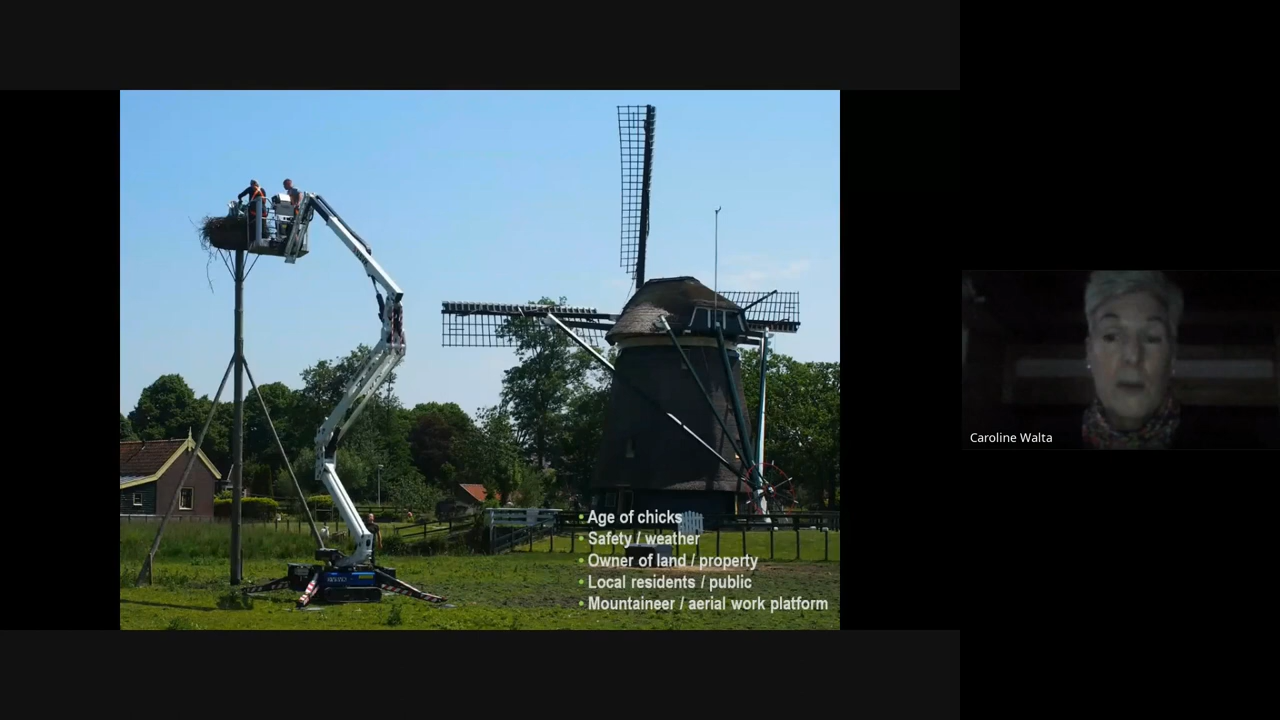 • Age of chicks
• Safety / weather
• Owner of land / property
• Local residents / public
• Mountaineer / aerial work platform
Caroline Walta